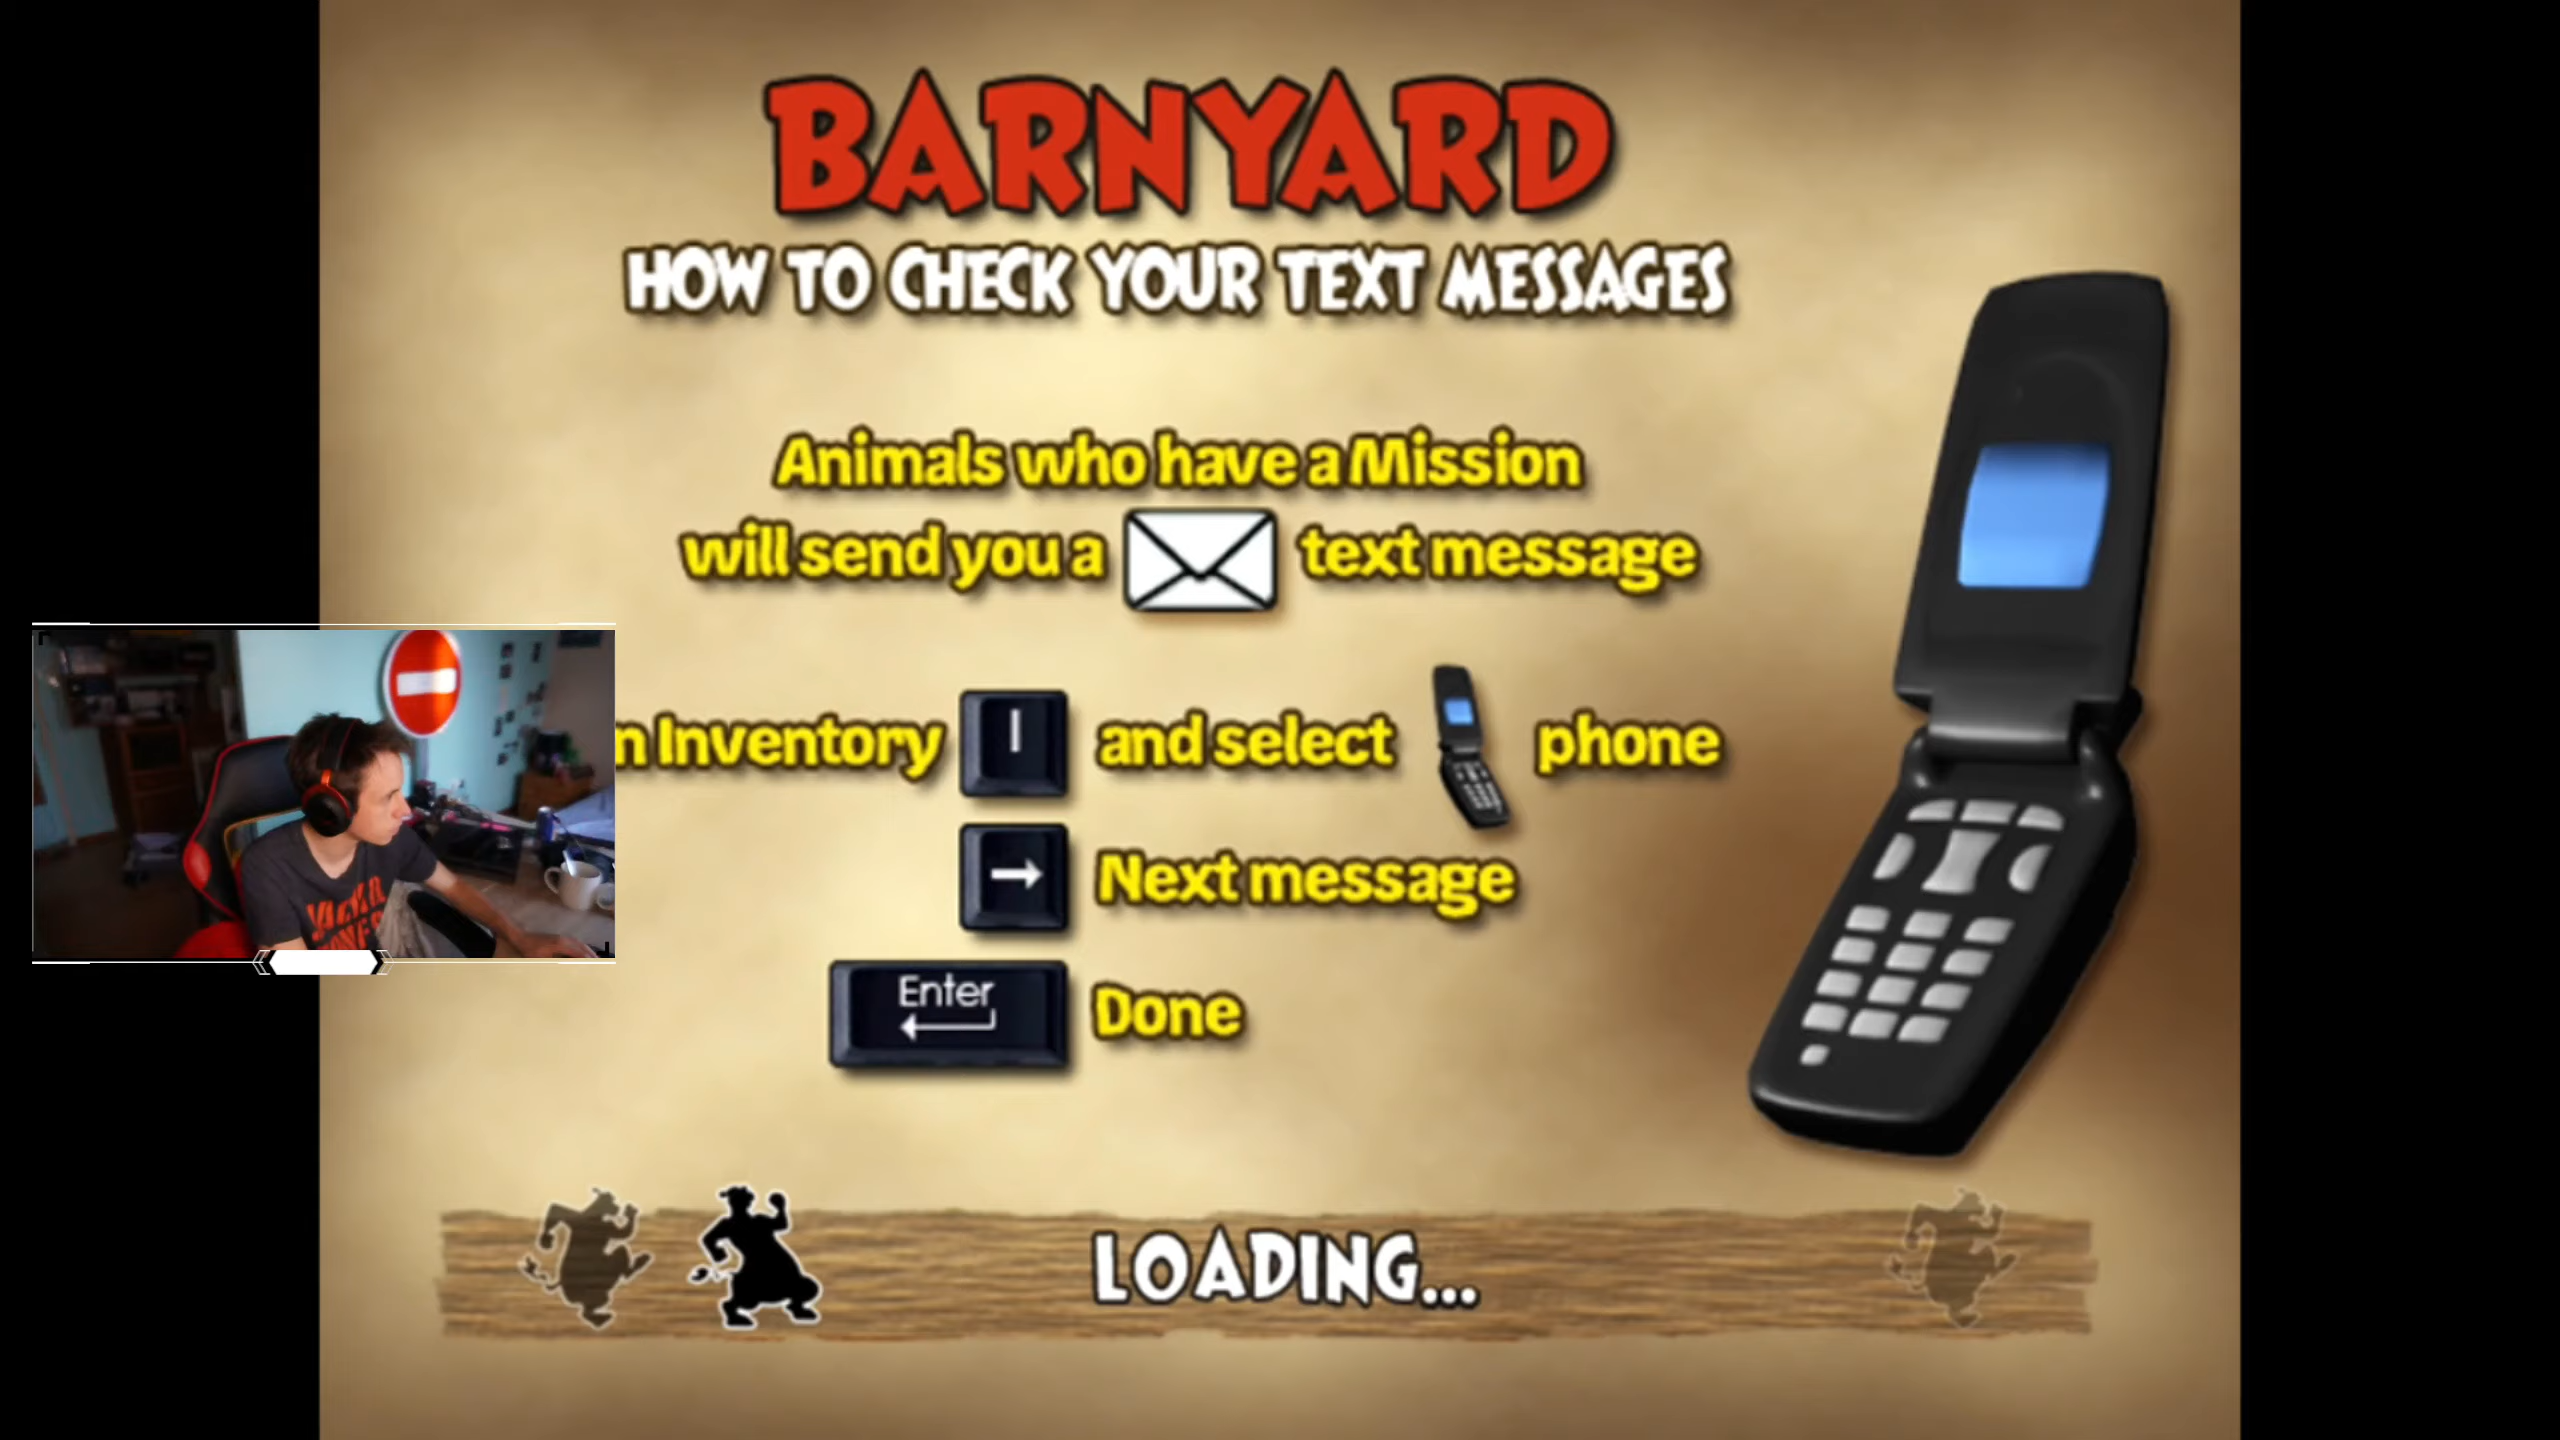 BARNYARD
HOW TO CHECK YOUR TEXT MESSAGES
Animals who have a Mission
will send you a text message
n Inventory I and select phone
→ Next message
Enter Done
LOADING...